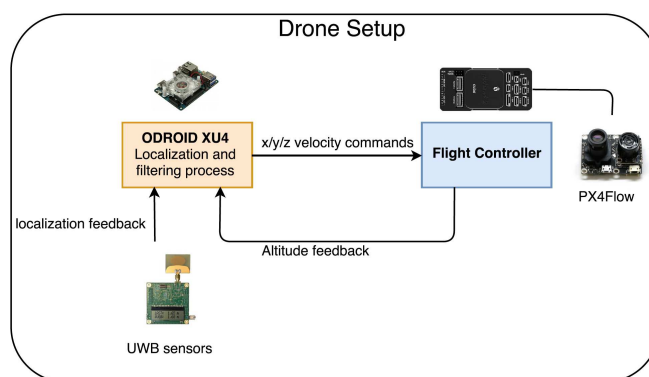 Drone Setup
ODROID XU4
Localization and
filtering process
x/y/z velocity commands
Flight Controller
PX4Flow
localization feedback
Altitude feedback
UWB sensors